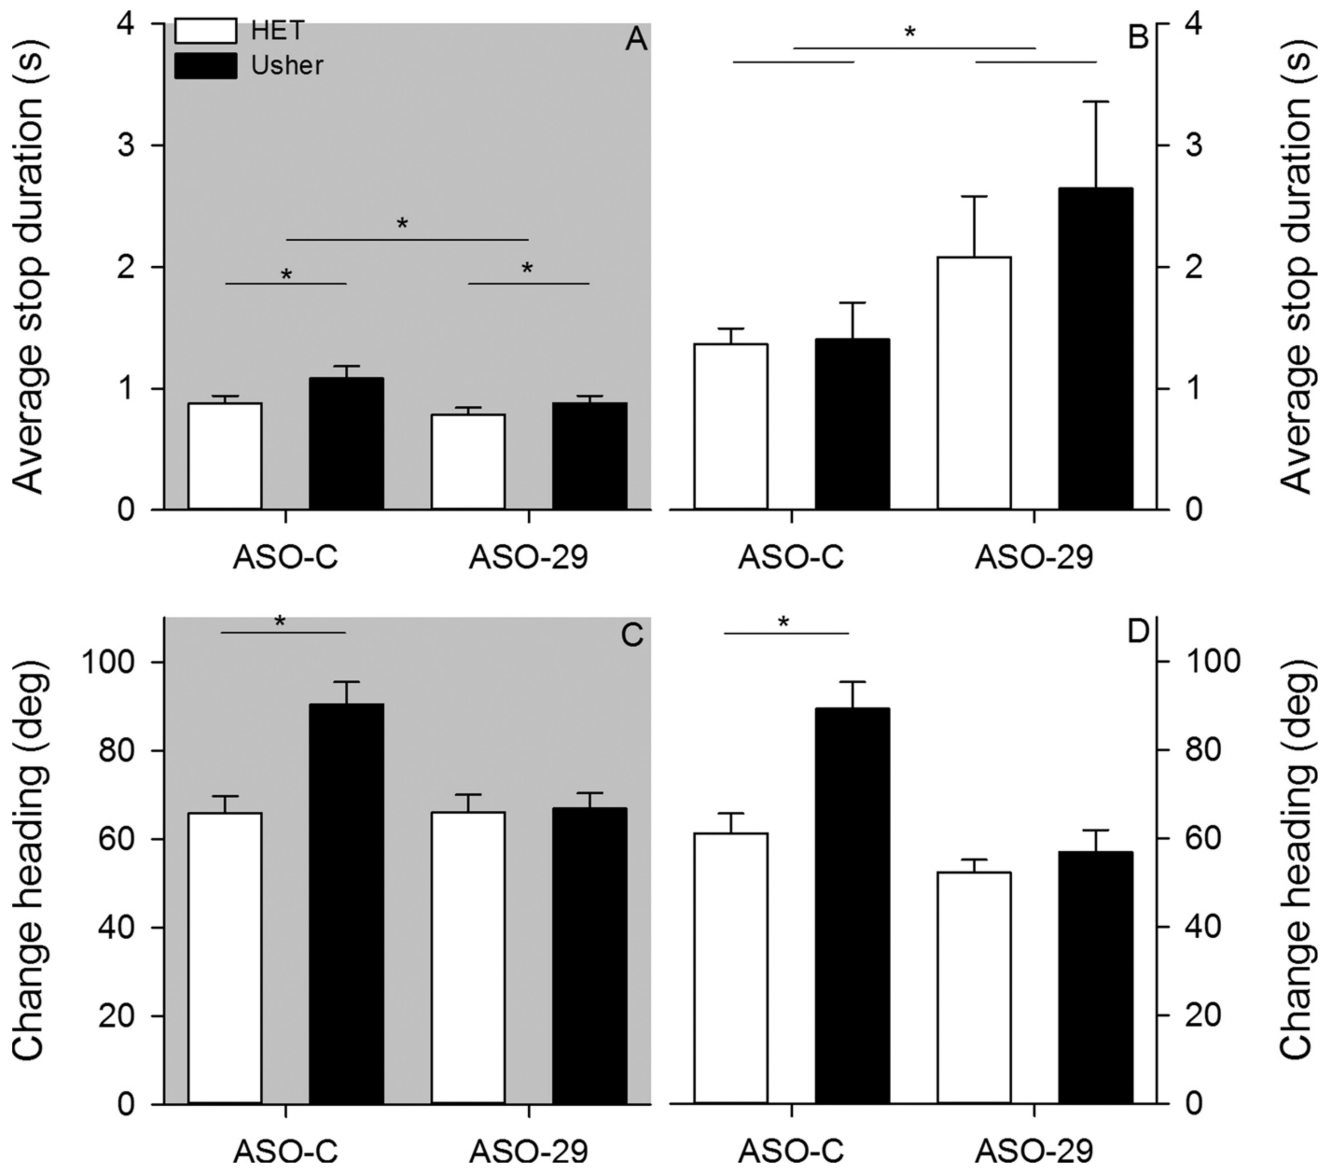 HET
Usher
A
*
*
*
4
3
2
1
0
Average stop duration (s)
ASO-C
ASO-29
B
*
4
3
2
1
0
Average stop duration (s)
ASO-C
ASO-29
C
*
100
80
60
40
20
0
Change heading (deg)
ASO-C
ASO-29
D
*
100
80
60
40
20
0
Change heading (deg)
ASO-C
ASO-29